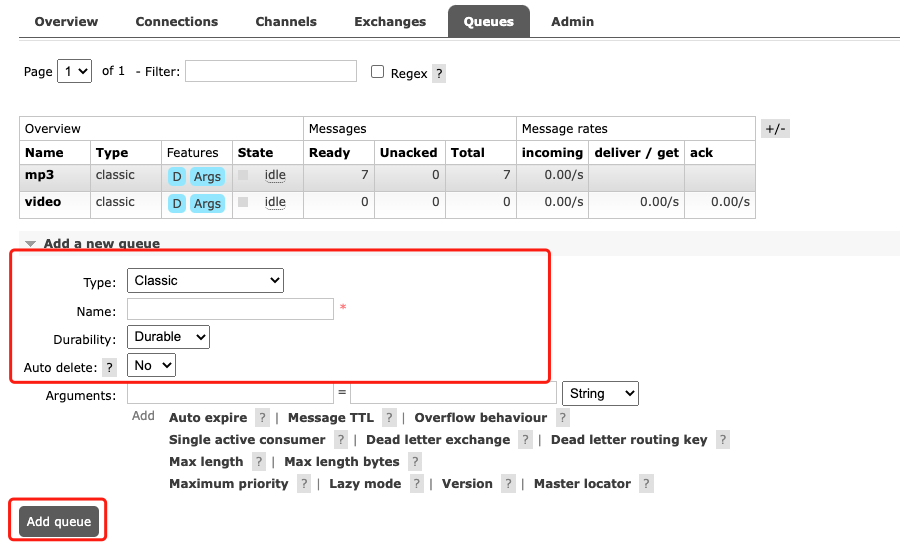 Overview Connections Channels Exchanges Queues Admin
Page 1 of 1 - Filter: Regex ?
Overview Messages Message rates +/-
Name Type Features State Ready Unacked Total incoming deliver / get ack
mp3 classic D Args idle 7 0 7 0.00/s
video classic D Args idle 0 0 0 0.00/s 0.00/s 0.00/s
Add a new queue
Type: Classic
Name: *
Durability: Durable
Auto delete: ? No
Arguments: = String
Add Auto expire ? | Message TTL ? | Overflow behaviour ?
Single active consumer ? | Dead letter exchange ? | Dead letter routing key ?
Max length ? | Max length bytes ?
Maximum priority ? | Lazy mode ? | Version ? | Master locator ?
Add queue